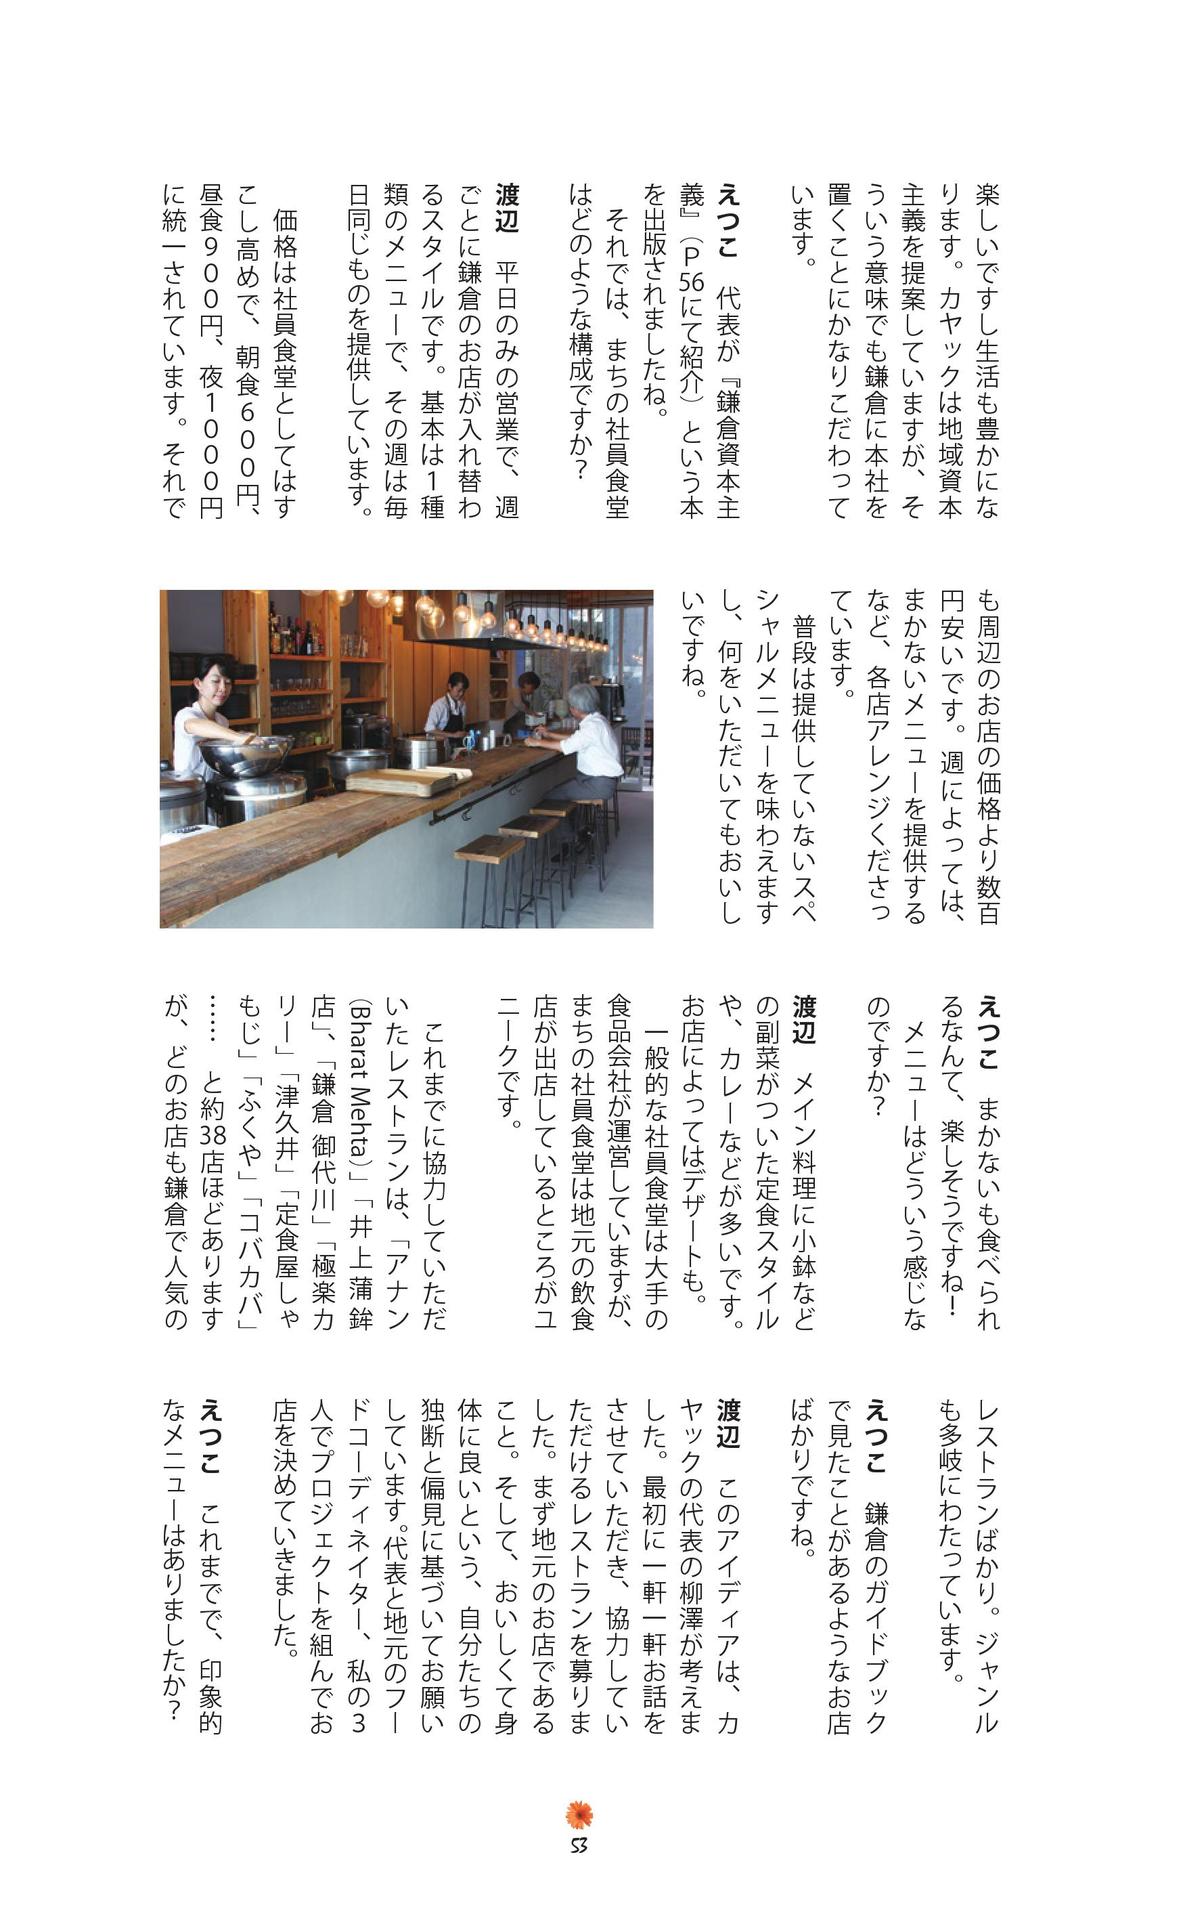 楽しいですし生活も豊かにな
ります。カヤックは地域資本
主義を提案していますが、そ
ういう意味でも鎌倉に本社を
置くことにかなりこだわって
います。
えつこ　代表が『鎌倉資本主
義』（P56にて紹介）という本
を出版されましたね。
　それでは、まちの社員食堂
はどのような構成ですか？
渡辺　平日のみの営業で、週
ごとに鎌倉のお店が入れ替わ
るスタイルです。基本は1種
類のメニューで、その週は毎
日同じものを提供しています。
　価格は社員食堂としてはす
こし高めで、朝食600円、
昼食900円、夜1000円
に統一されています。それで
も周辺のお店の価格より数百
円安いです。週によっては、
まかないメニューを提供する
など、各店アレンジくださっ
ています。
　普段は提供していないスペ
シャルメニューを味わえます
し、何をいただいてもおいし
いですね。
えつこ　まかないも食べられ
るなんて、楽しそうですね！
　メニューはどういう感じな
のですか？
渡辺　メイン料理に小鉢など
の副菜がついた定食スタイル
や、カレーなどが多いです。
お店によってはデザートも。
　一般的な社員食堂は大手の
食品会社が運営していますが、
まちの社員食堂は地元の飲食
店が出店しているところがユ
ニークです。
　これまでに協力していただ
いたレストランは、「アナン
（Bharat Mehta）」「井上蒲鉾
店」、「鎌倉 御代川」「極楽カ
リー」「津久井」「定食屋しゃ
もじ」「ふくや」「コバカバ」
……　と約38店ほどあります
が、どのお店も鎌倉で人気の
レストランばかり。ジャンル
も多岐にわたっています。
えつこ　鎌倉のガイドブック
で見たことがあるようなお店
ばかりですね。
渡辺　このアイディアは、カ
ヤックの代表の柳澤が考えま
した。最初に一軒一軒お話を
させていただき、協力してい
ただけるレストランを募りま
した。まず地元のお店である
こと。そして、おいしくて身
体に良いという、自分たちの
独断と偏見に基づいてお願い
しています。代表と地元のフー
ドコーディネイター、私の3
人でプロジェクトを組んでお
店を決めていきました。
えつこ　これまでで、印象的
なメニューはありましたか？
53